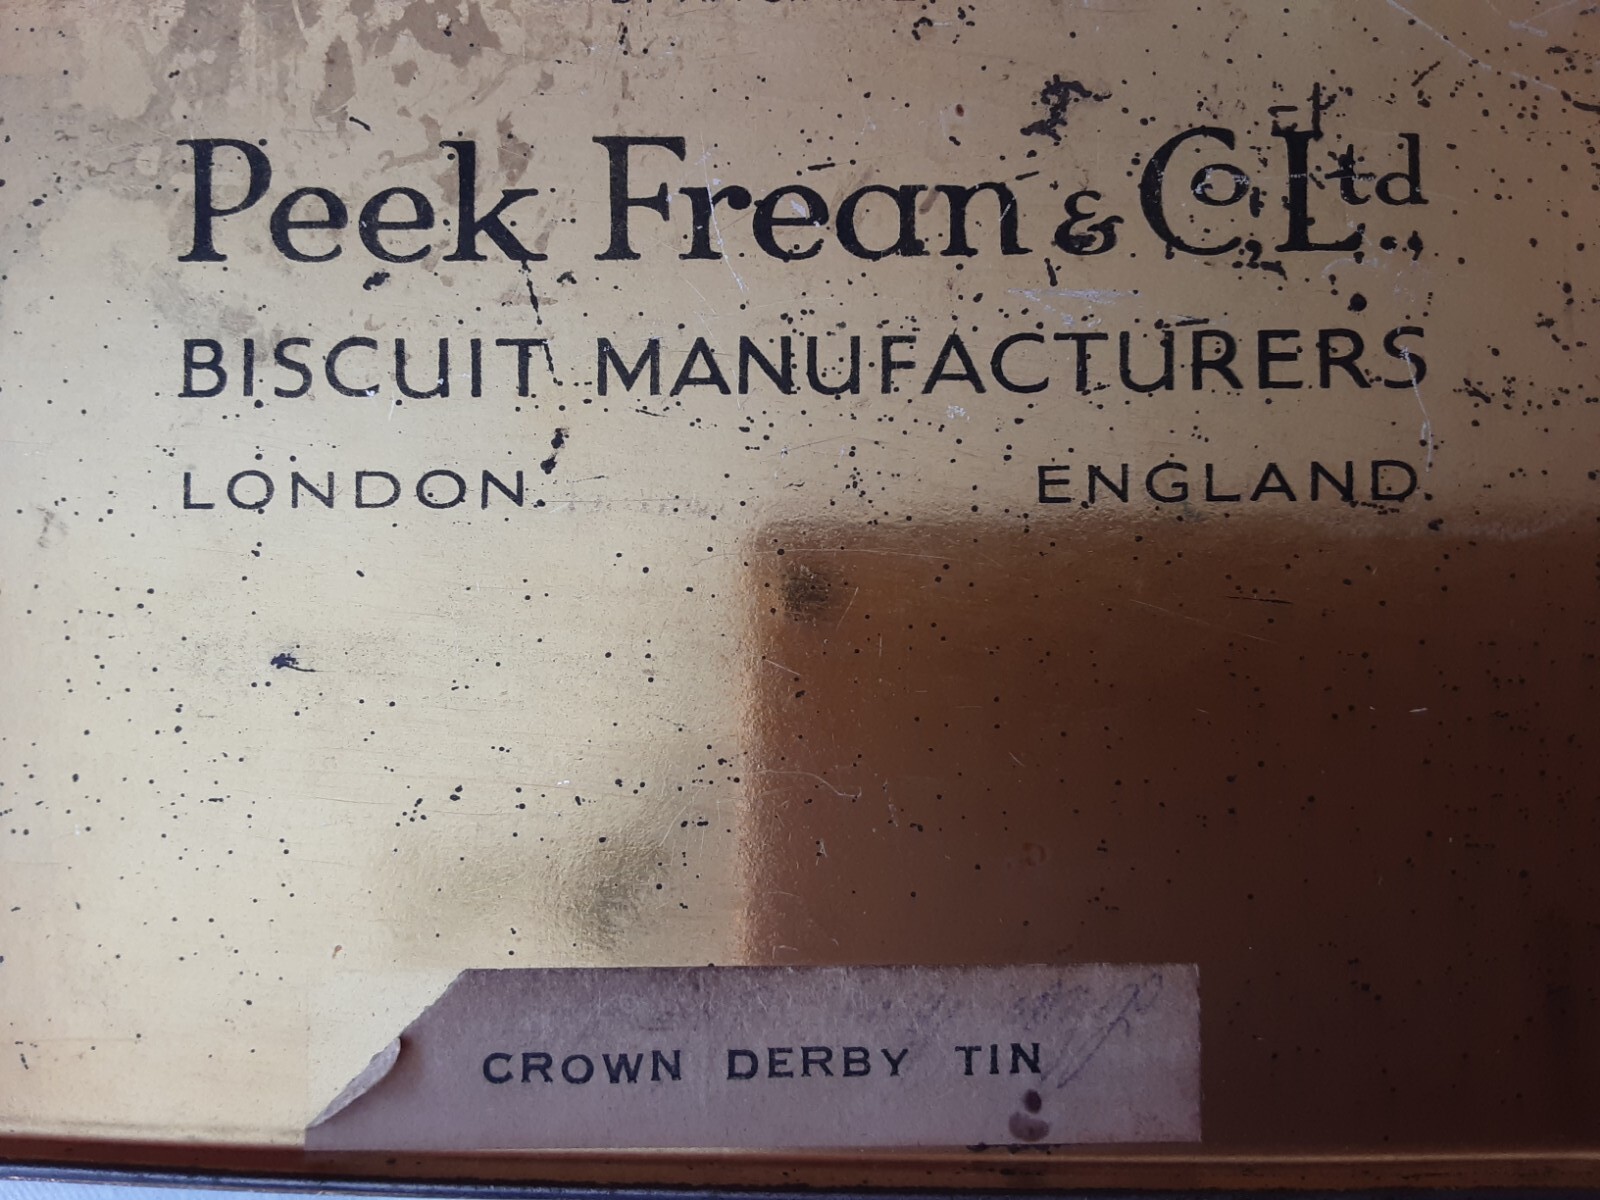 Peek Frean & Co., Ltd.,
BISCUIT MANUFACTURERS
LONDON ENGLAND
CROWN DERBY TIN